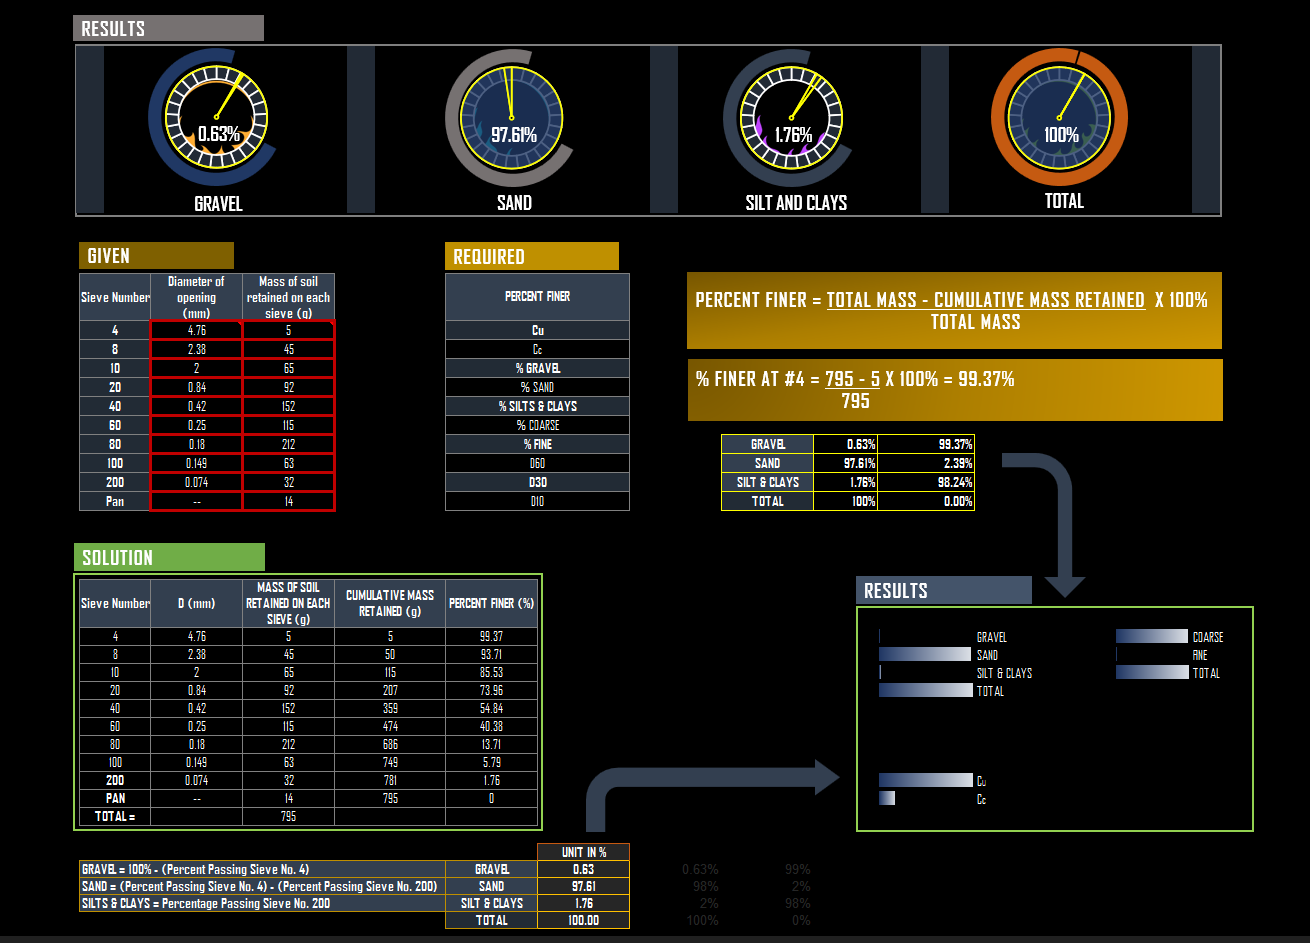 RESULTS
0.63%
97.61%
1.76%
100%
GRAVEL
SAND
SILT AND CLAYS
TOTAL
GIVEN
Sieve Number
Diameter of opening (mm)
Mass of soil retained on each sieve (g)
4 4.76 5
8 2.38 45
10 2 65
20 0.84 92
40 0.42 152
60 0.25 115
80 0.18 212
100 0.149 63
200 0.074 32
Pan -- 14
REQUIRED
PERCENT FINER
Cu
Cc
% GRAVEL
% SAND
% SILTS & CLAYS
% COARSE
% FINE
D60
D30
D10
PERCENT FINER = TOTAL MASS - CUMULATIVE MASS RETAINED X 100%
TOTAL MASS
% FINER AT #4 = 795 - 5 X 100% = 99.37%
795
GRAVEL 0.63% 99.37%
SAND 97.61% 2.39%
SILT & CLAYS 1.76% 98.24%
TOTAL 100% 0.00%
SOLUTION
Sieve Number
D (mm)
MASS OF SOIL RETAINED ON EACH SIEVE (g)
CUMULATIVE MASS RETAINED (g)
PERCENT FINER (%)
4 4.76 5 5 99.37
8 2.38 45 50 93.71
10 2 65 115 85.53
20 0.84 92 207 73.96
40 0.42 152 359 54.84
60 0.25 115 474 40.38
80 0.18 212 686 13.71
100 0.149 63 749 5.79
200 0.074 32 781 1.76
PAN -- 14 795 0
TOTAL = 795
RESULTS
GRAVEL
SAND
SILT & CLAYS
TOTAL
COARSE
FINE
TOTAL
Cu
Cc
UNIT IN %
GRAVEL = 100% - (Percent Passing Sieve No. 4) GRAVEL 0.63
SAND = (Percent Passing Sieve No. 4) - (Percent Passing Sieve No. 200) SAND 97.61
SILTS & CLAYS = Percentage Passing Sieve No. 200 SILT & CLAYS 1.76
TOTAL 100.00
0.63% 99%
98% 2%
2% 98%
100% 0%